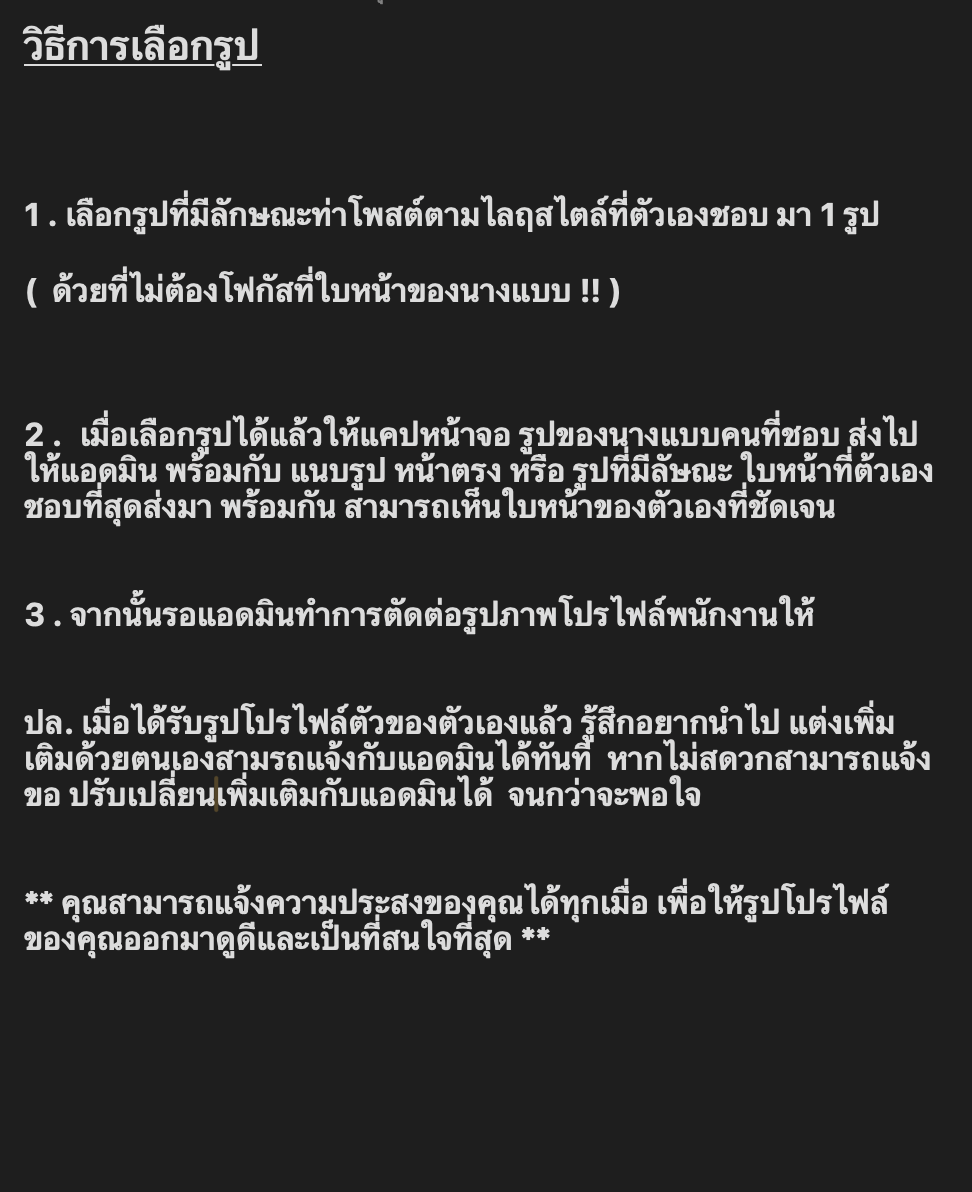 วิธีการเลือกรูป
1 . เลือกรูปที่มีลักษณะท่าโพสต์ตามไลฤสไตล์ที่ตัวเองชอบ มา 1 รูป
( ด้วยที่ไม่ต้องโฟกัสที่ใบหน้าของนางแบบ !! )
2 . เมื่อเลือกรูปได้แล้วให้แคปหน้าจอ รูปของนางแบบคนที่ชอบ ส่งไป
ให้แอดมิน พร้อมกับ แนบรูป หน้าตรง หรือ รูปที่มีลัษณะ ใบหน้าที่ต้วเอง
ชอบที่สุดส่งมา พร้อมกัน สามารถเห็นใบหน้าของตัวเองที่ชัดเจน
3 . จากนั้นรอแอดมินทำการตัดต่อรูปภาพโปรไฟล์พนักงานให้
ปล. เมื่อได้รับรูปโปรไฟล์ตัวของตัวเองแล้ว รู้สึกอยากนำไป แต่งเพิ่ม
เติมด้วยตนเองสามรถแจ้งกับแอดมินได้ทันที หากไม่สดวกสามารถแจ้ง
ขอ ปรับเปลี่ยนเพิ่มเติมกับแอดมินได้ จนกว่าจะพอใจ
** คุณสามารถแจ้งความประสงของคุณได้ทุกเมื่อ เพื่อให้รูปโปรไฟล์
ของคุณออกมาดูดีและเป็นที่สนใจที่สุด **